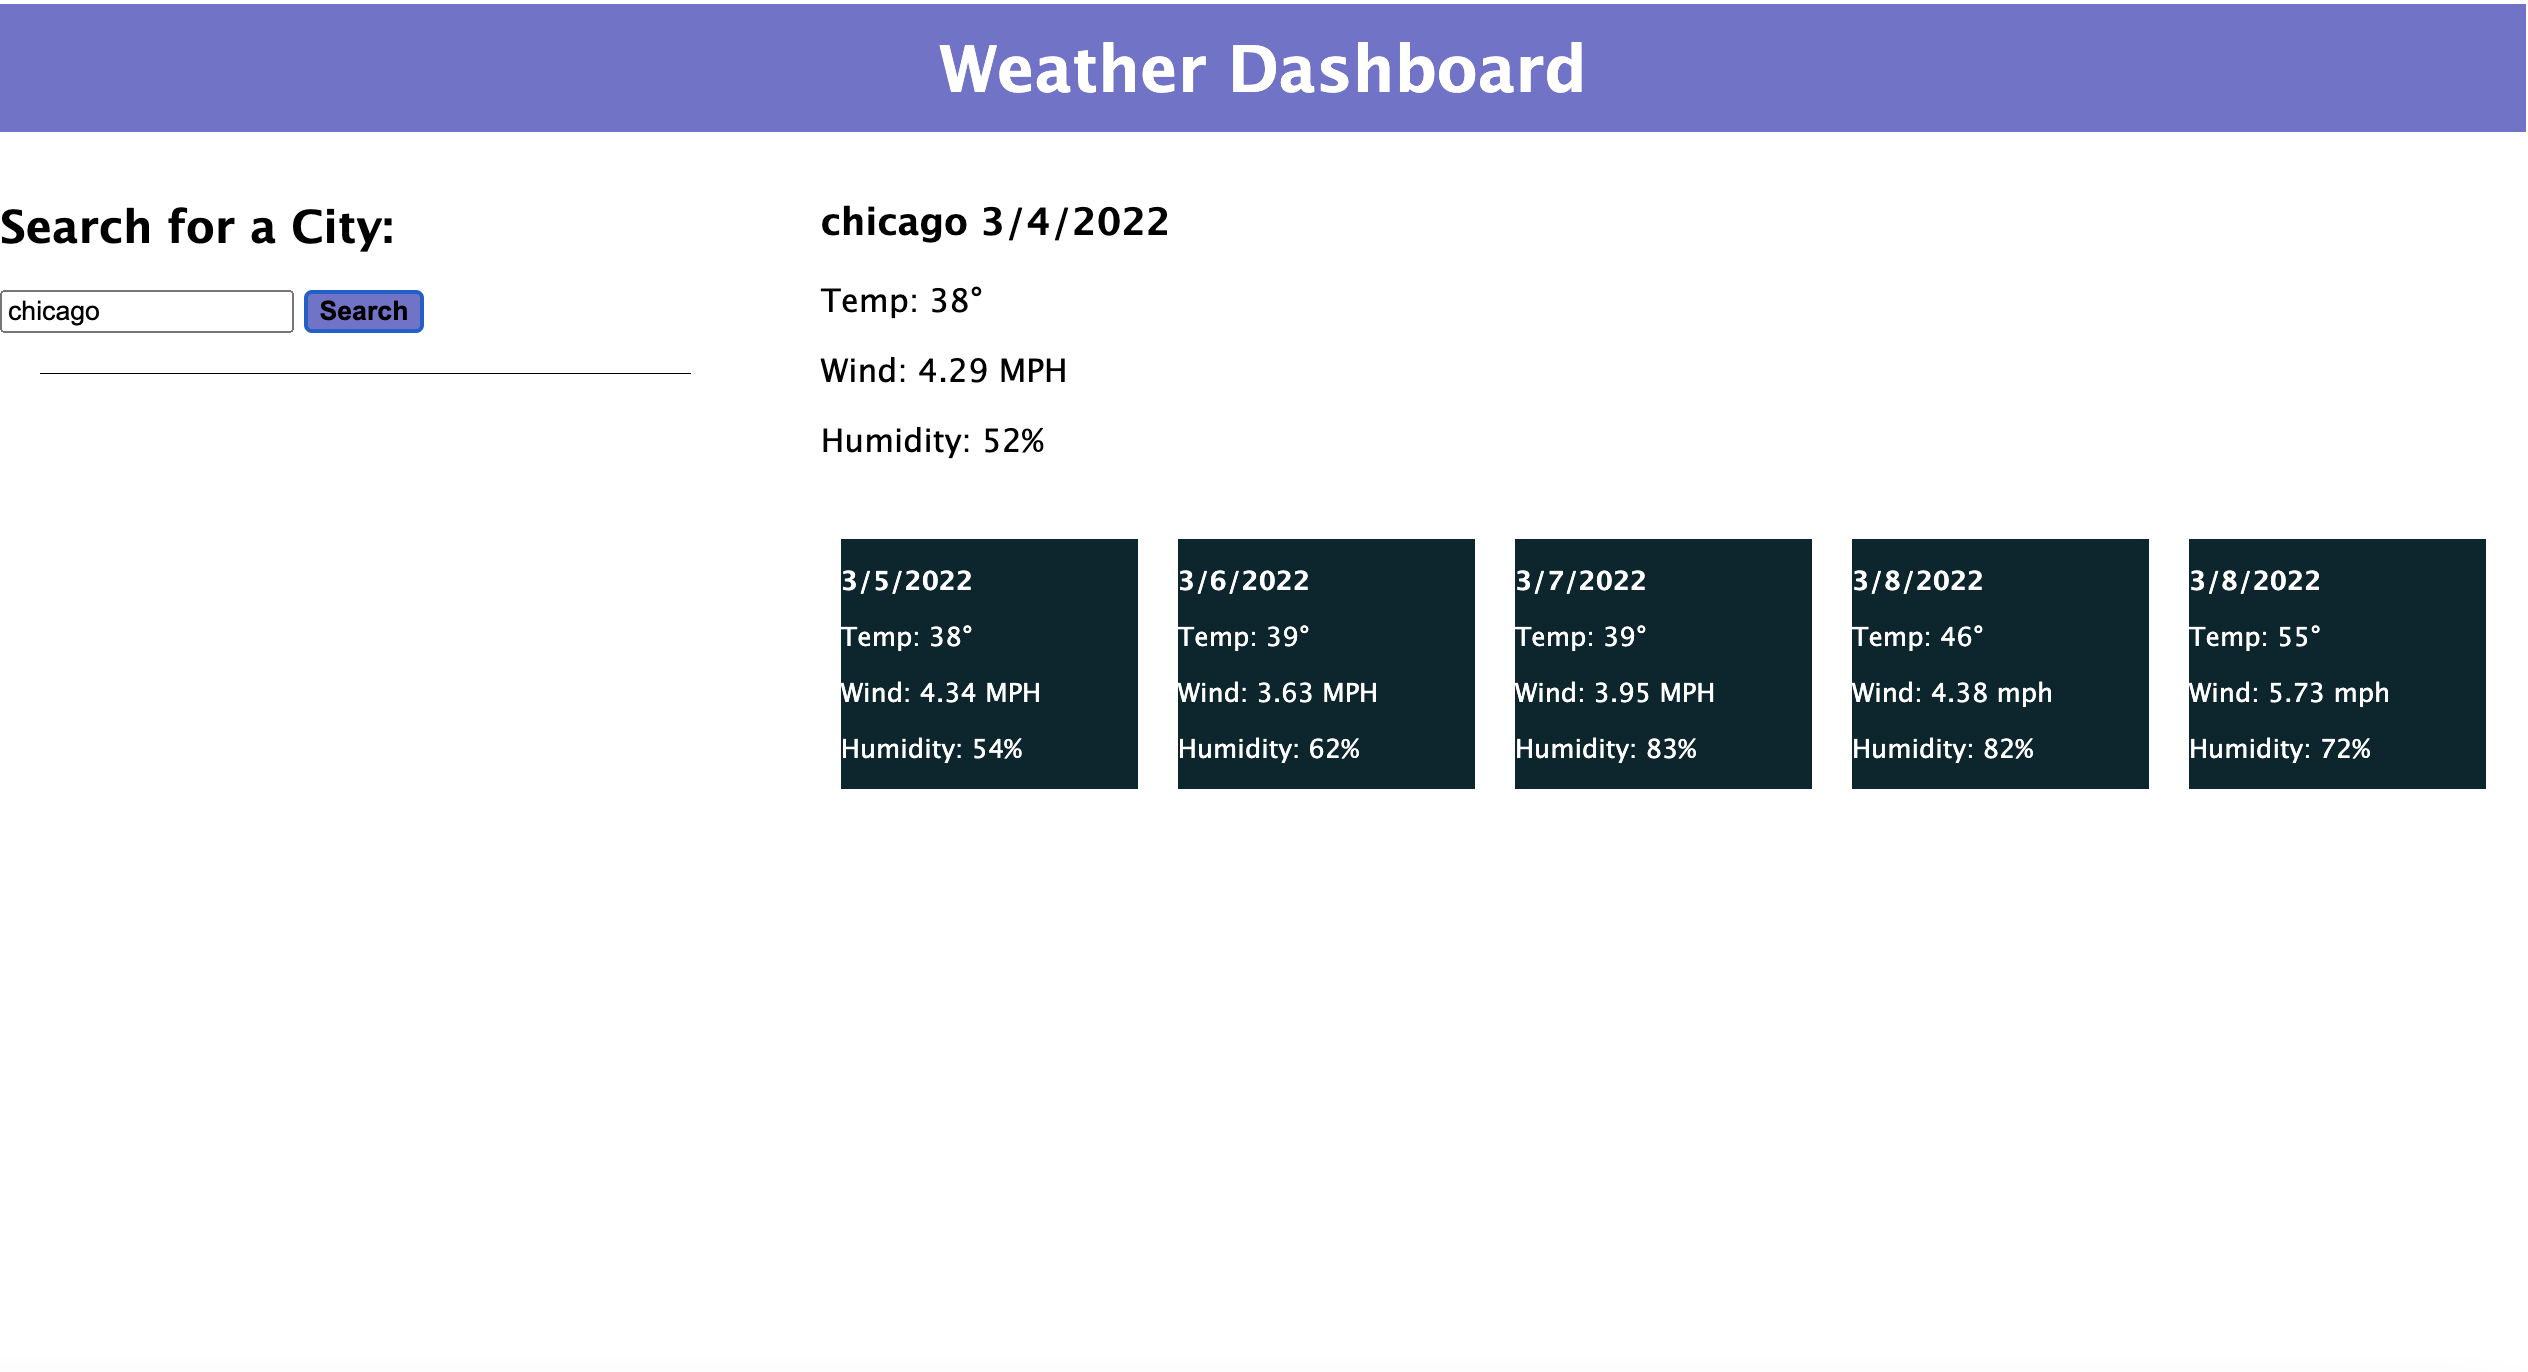 Weather Dashboard
Search for a City:
chicago Search
chicago 3/4/2022
Temp: 38°
Wind: 4.29 MPH
Humidity: 52%
3/5/2022
Temp: 38°
Wind: 4.34 MPH
Humidity: 54%
3/6/2022
Temp: 39°
Wind: 3.63 MPH
Humidity: 62%
3/7/2022
Temp: 39°
Wind: 3.95 MPH
Humidity: 83%
3/8/2022
Temp: 46°
Wind: 4.38 mph
Humidity: 82%
3/8/2022
Temp: 55°
Wind: 5.73 mph
Humidity: 72%